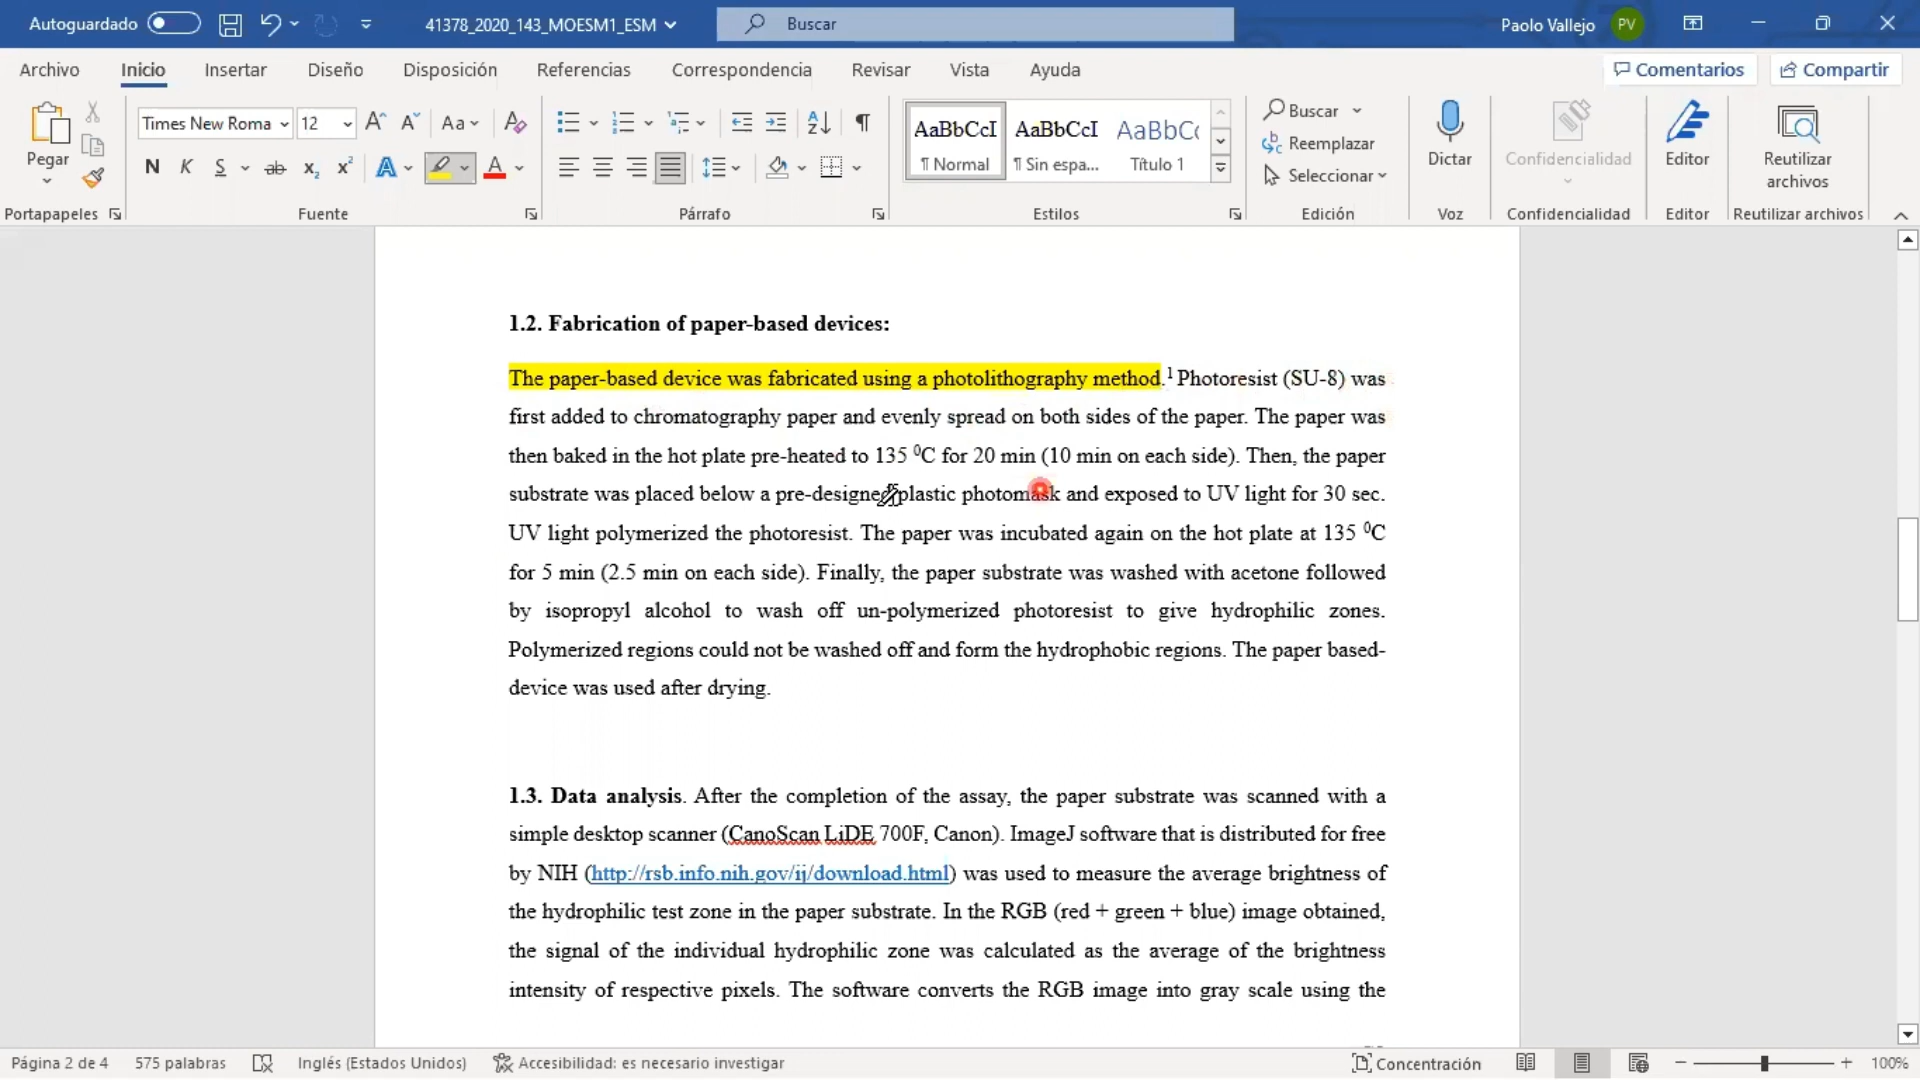 Autoguardado 41378_2020_143_MOESM1_ESM Buscar Paolo Vallejo PV
Archivo Inicio Insertar Diseño Disposición Referencias Correspondencia Revisar Vista Ayuda Comentarios Compartir
Pegar
Times New Roma 12 Aa
N K S ab x₂ x² A A
AaBbCcI AaBbCcI AaBbCc
¶ Normal ¶ Sin espa... Título 1
Buscar
Reemplazar
Seleccionar
Dictar
Confidencialidad
Editor
Reutilizar
archivos
Portapapeles Fuente Párrafo Estilos Edición Voz Confidencialidad Editor Reutilizar archivos
1.2. Fabrication of paper-based devices:
The paper-based device was fabricated using a photolithography method.¹ Photoresist (SU-8) was
first added to chromatography paper and evenly spread on both sides of the paper. The paper was
then baked in the hot plate pre-heated to 135 ⁰C for 20 min (10 min on each side). Then, the paper
substrate was placed below a pre-designed plastic photomask and exposed to UV light for 30 sec.
UV light polymerized the photoresist. The paper was incubated again on the hot plate at 135 ⁰C
for 5 min (2.5 min on each side). Finally, the paper substrate was washed with acetone followed
by isopropyl alcohol to wash off un-polymerized photoresist to give hydrophilic zones.
Polymerized regions could not be washed off and form the hydrophobic regions. The paper based-
device was used after drying.
1.3. Data analysis. After the completion of the assay, the paper substrate was scanned with a
simple desktop scanner (CanoScan LiDE 700F, Canon). ImageJ software that is distributed for free
by NIH (http://rsb.info.nih.gov/ij/download.html) was used to measure the average brightness of
the hydrophilic test zone in the paper substrate. In the RGB (red + green + blue) image obtained,
the signal of the individual hydrophilic zone was calculated as the average of the brightness
intensity of respective pixels. The software converts the RGB image into gray scale using the
Página 2 de 4 575 palabras Inglés (Estados Unidos) Accesibilidad: es necesario investigar Concentración 100%